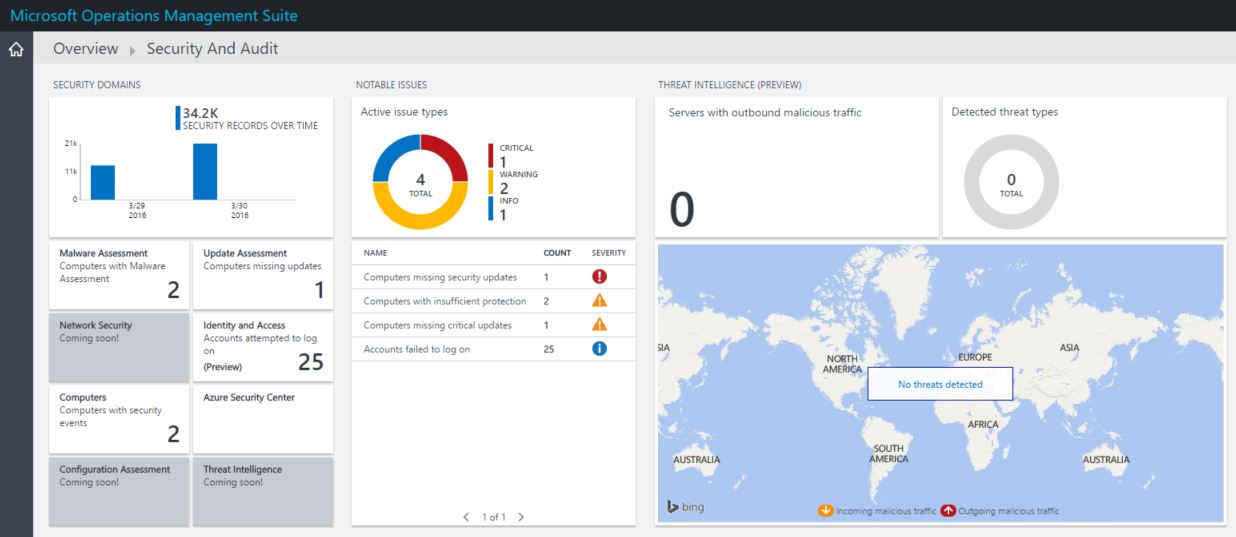 Microsoft Operations Management Suite
Overview
Security And Audit
SECURITY DOMAINS
34.2K
SECURITY RECORDS OVER TIME
21k
11k
0
3/29
2016
3/30
2016
Malware Assessment
Computers with Malware
Assessment
2
Update Assessment
Computers missing updates
1
Network Security
Coming soon!
Identity and Access
Accounts attempted to log
on
(Preview)
25
Computers
Computers with security
events
2
Azure Security Center
Configuration Assessment
Coming soon!
Threat Intelligence
Coming soon!
NOTABLE ISSUES
Active issue types
4
TOTAL
CRITICAL
1
WARNING
2
INFO
1
NAME COUNT SEVERITY
Computers missing security updates 1
Computers with insufficient protection 2
Computers missing critical updates 1
Accounts failed to log on 25
1 of 1
THREAT INTELLIGENCE (PREVIEW)
Servers with outbound malicious traffic
0
Detected threat types
0
TOTAL
SIA
NORTH
AMERICA
EUROPE
ASIA
No threats detected
AFRICA
SOUTH
AMERICA
AUSTRALIA
AUSTRALIA
bing
Incoming malicious traffic
Outgoing malicious traffic